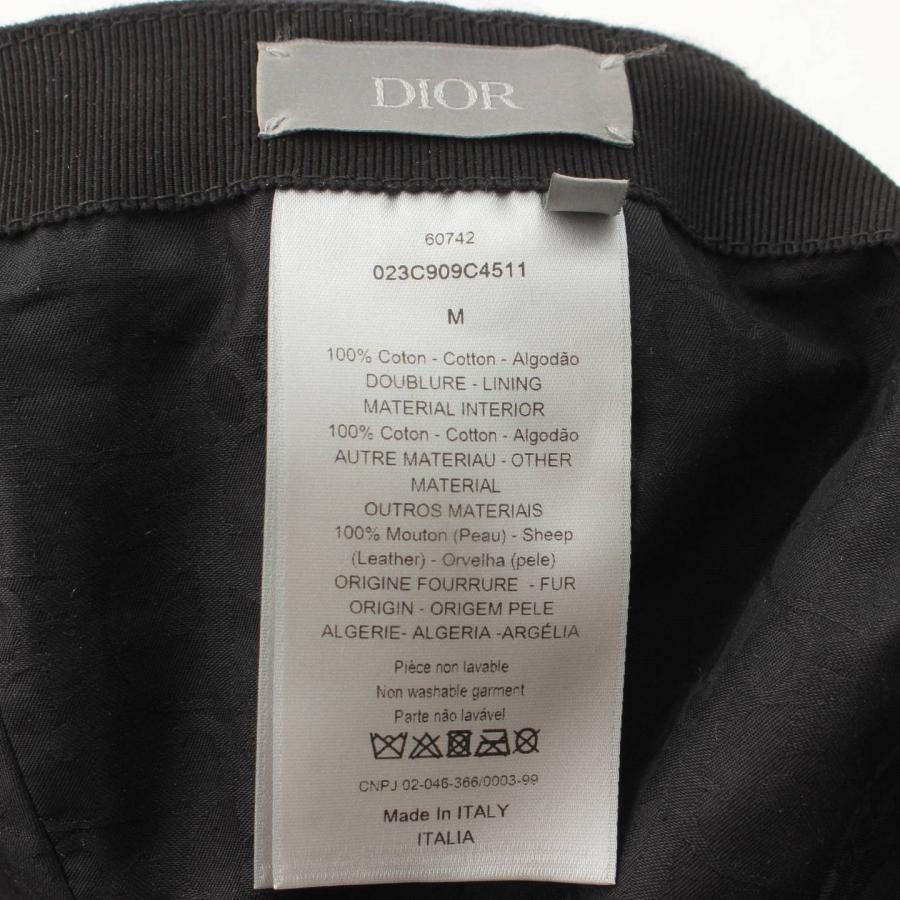 DIOR
60742
023C909C4511
M
100% Coton - Cotton - Algodão
DOUBLURE - LINING
MATERIAL INTERIOR
100% Coton - Cotton - Algodão
AUTRE MATERIAU - OTHER
MATERIAL
OUTROS MATERIAIS
100% Mouton (Peau) - Sheep
(Leather) - Orvelha (pele)
ORIGINE FOURRURE - FUR
ORIGIN - ORIGEM PELE
ALGERIE- ALGERIA -ARGÉLIA
Pièce non lavable
Non washable garment
Parte não lavável
CNPJ 02-046-366/0003-99
Made In ITALY
ITALIA